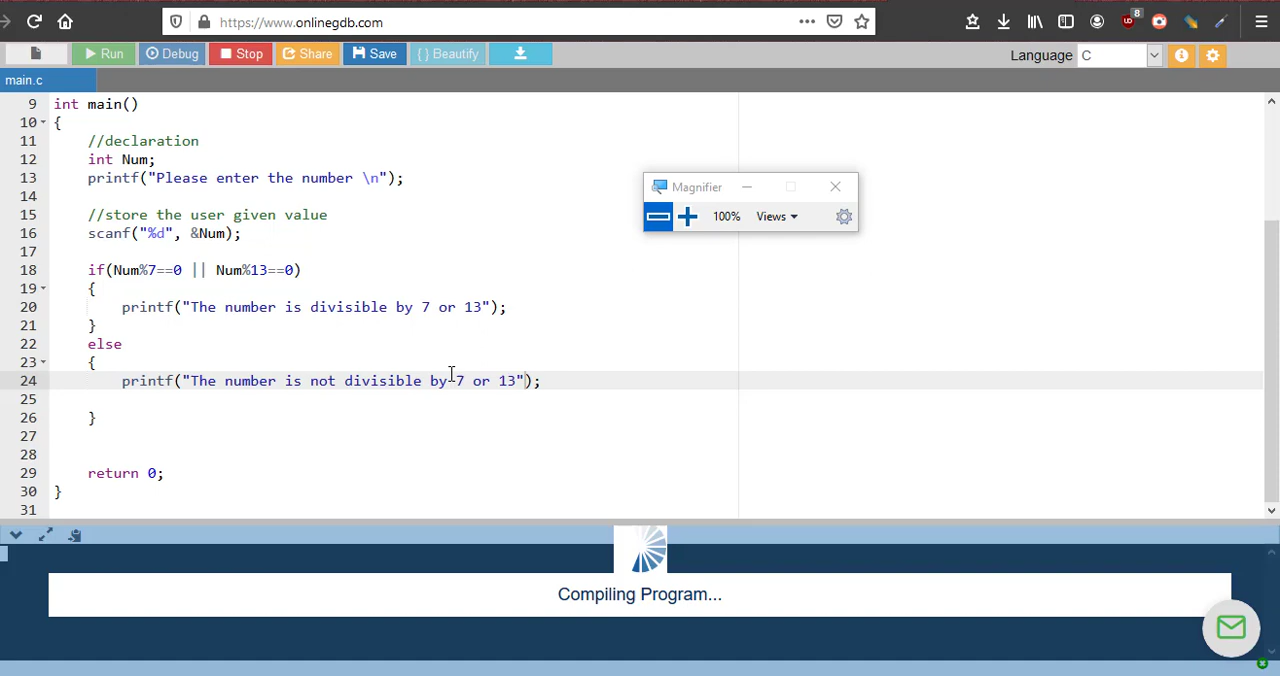 https://www.onlinegdb.com
8
Run Debug Stop Share Save { } Beautify Language C
main.c
9 int main()
10 {
11 //declaration
12 int Num;
13 printf("Please enter the number \n");
14
15 //store the user given value
16 scanf("%d", &Num);
17
18 if(Num%7==0 || Num%13==0)
19 {
20 printf("The number is divisible by 7 or 13");
21 }
22 else
23 {
24 printf("The number is not divisible by 7 or 13");
25
26 }
27
28
29 return 0;
30 }
31
Magnifier
100% Views
Compiling Program...